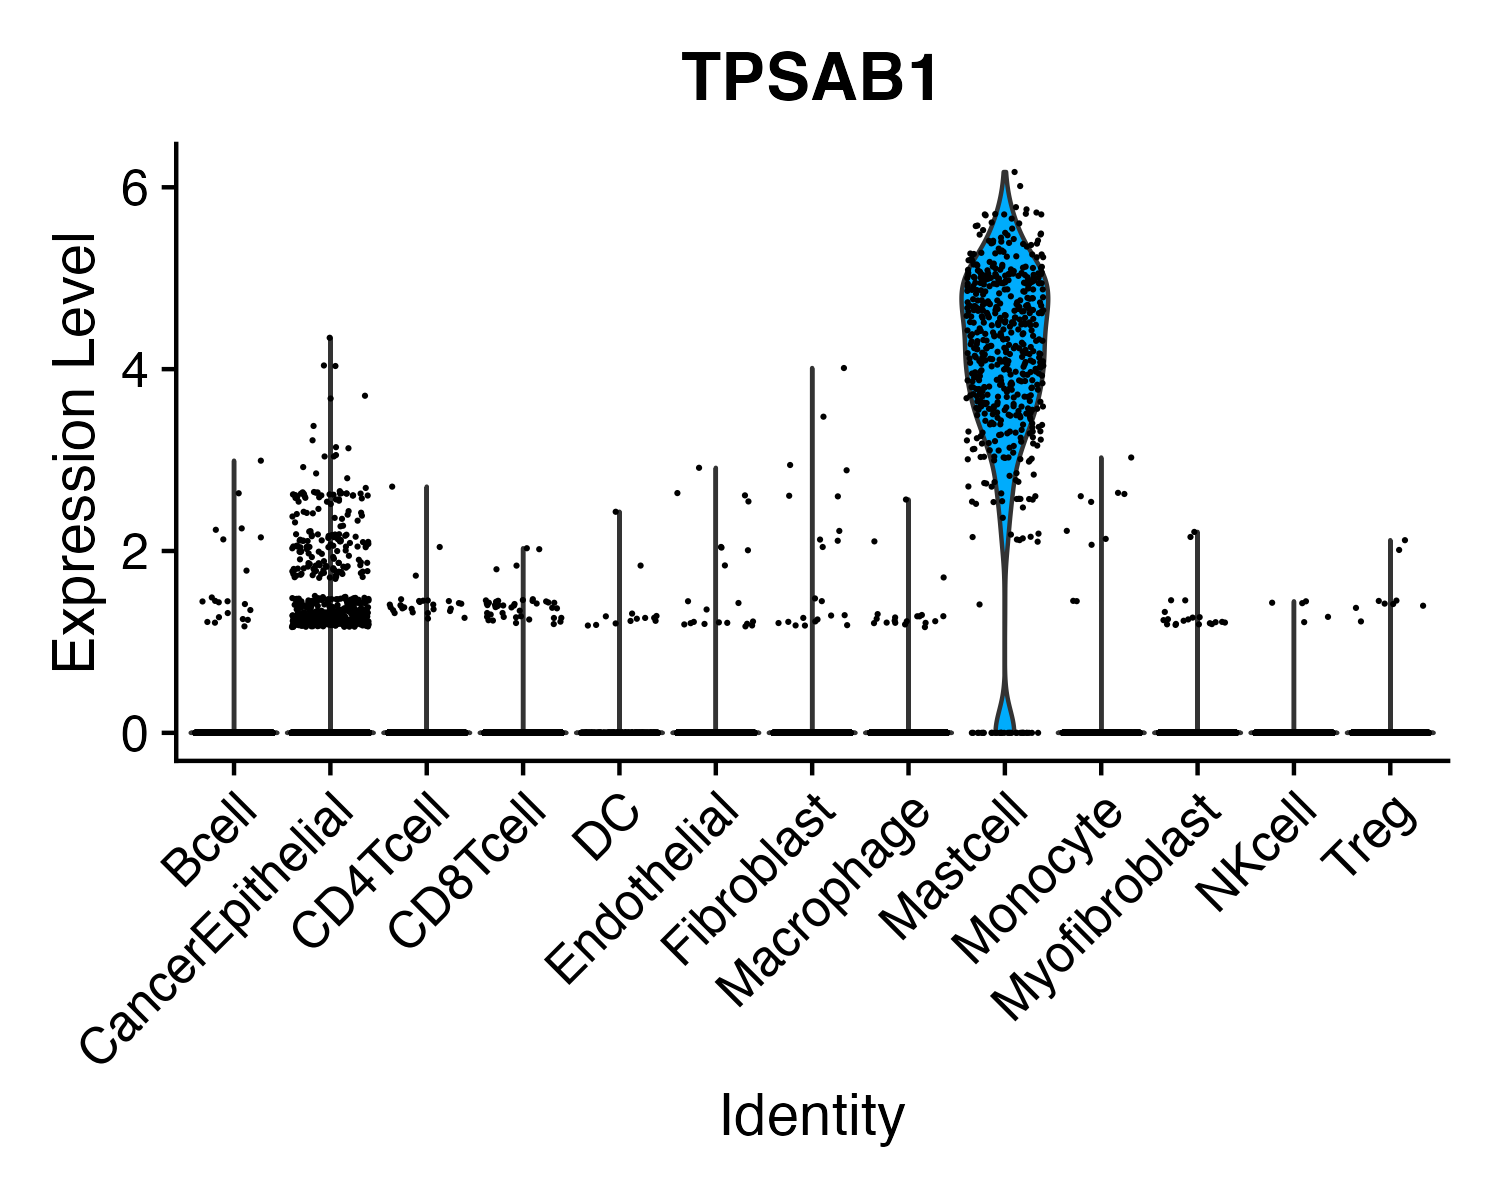 TPSAB1
Expression Level
6
4
2
0
Bcell
CancerEpithelial
CD4Tcell
CD8Tcell
DC
Endothelial
Fibroblast
Macrophage
Mastcell
Monocyte
Myofibroblast
NKcell
Treg
Identity